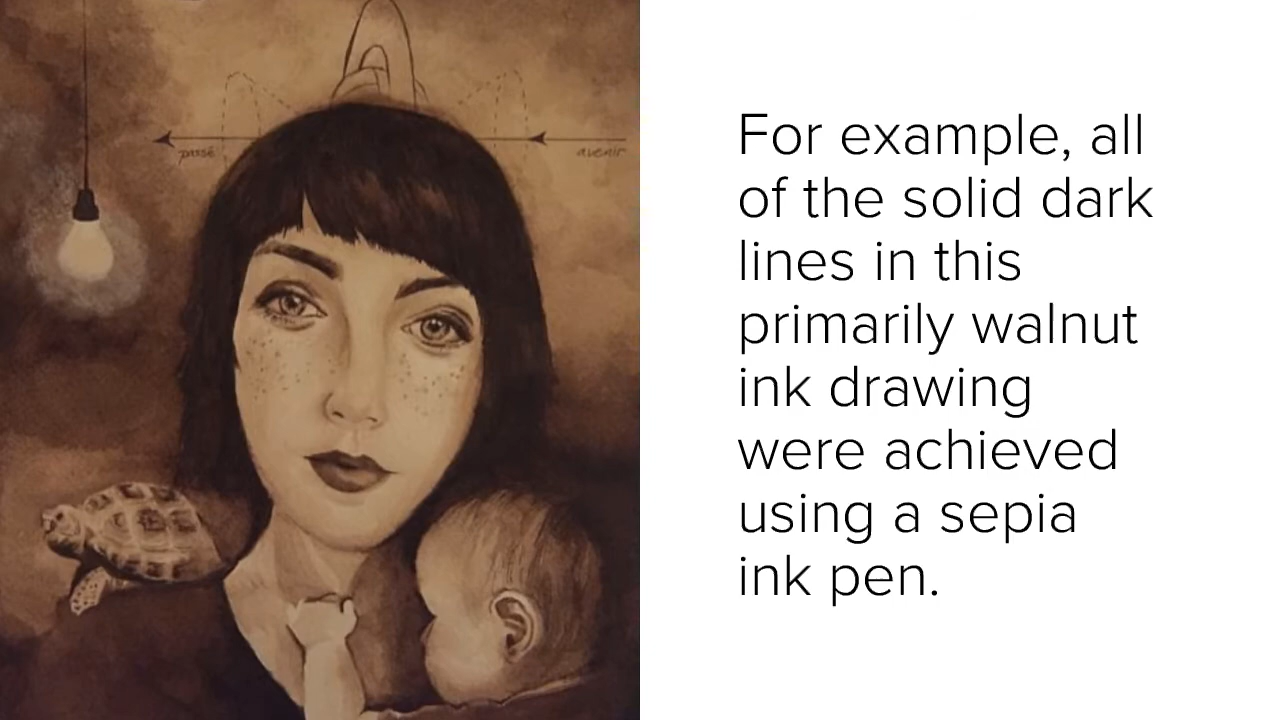 passé
avenir
For example, all
of the solid dark
lines in this
primarily walnut
ink drawing
were achieved
using a sepia
ink pen.